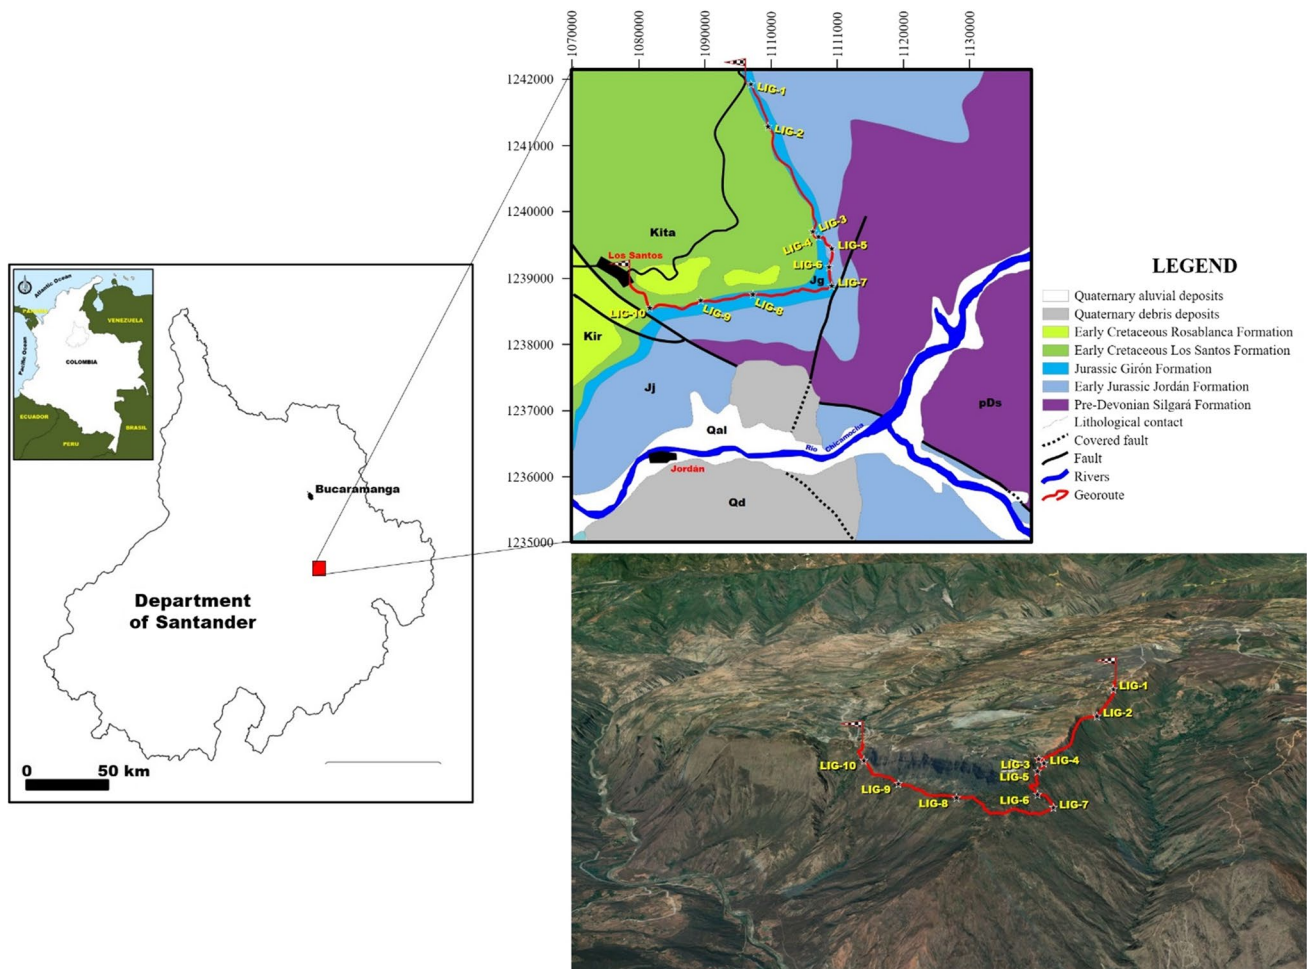 Atlantic Ocean
PANAMA
VENEZUELA
Pacific Ocean
COLOMBIA
ECUADOR
BRASIL
PERU
Bucaramanga
Department
of Santander
0 50 km
1070000
1080000
1090000
1100000
1110000
1120000
1130000
1242000
1241000
1240000
1239000
1238000
1237000
1236000
1235000
LIG-1
LIG-2
LIG-3
LIG-4
LIG-5
LIG-6
LIG-7
LIG-8
LIG-9
LIG-10
Kita
Los Santos
Jg
Kir
Jj
pDs
Qal
Rio Chicamocha
Jordán
Qd
LEGEND
Quaternary aluvial deposits
Quaternary debris deposits
Early Cretaceous Rosablanca Formation
Early Cretaceous Los Santos Formation
Jurassic Girón Formation
Early Jurassic Jordán Formation
Pre-Devonian Silgará Formation
Lithological contact
Covered fault
Fault
Rivers
Georoute
LIG-1
LIG-2
LIG-3
LIG-4
LIG-5
LIG-6
LIG-7
LIG-8
LIG-9
LIG-10